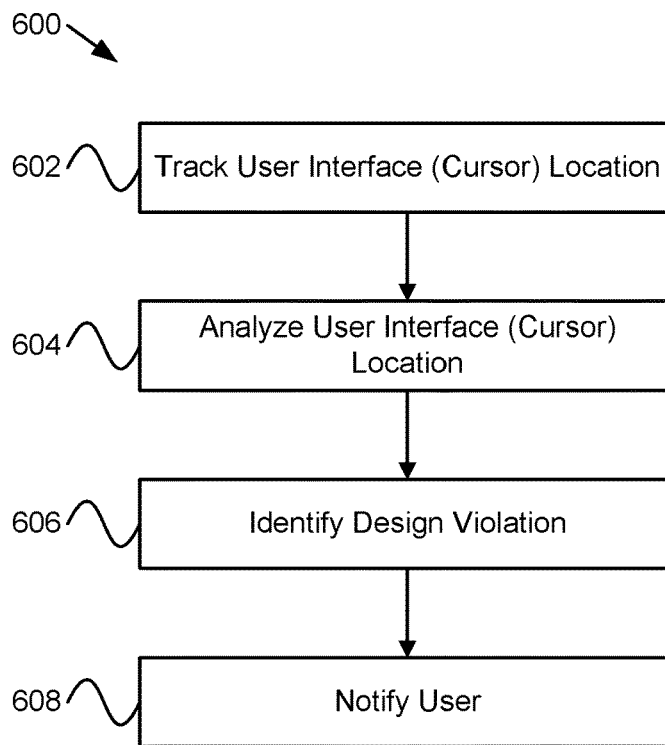 600
602 Track User Interface (Cursor) Location
604 Analyze User Interface (Cursor)
Location
606 Identify Design Violation
608 Notify User